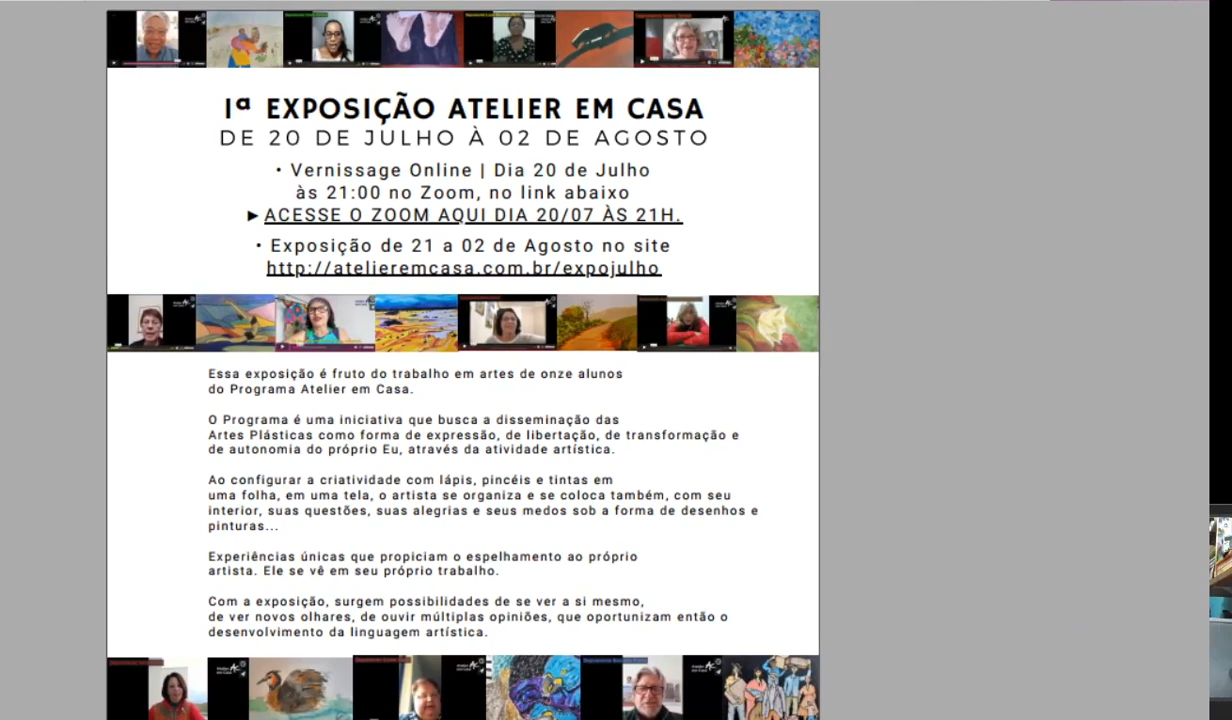 1ª EXPOSIÇÃO ATELIER EM CASA
DE 20 DE JULHO À 02 DE AGOSTO
• Vernissage Online | Dia 20 de Julho
às 21:00 no Zoom, no link abaixo
►ACESSE O ZOOM AQUI DIA 20/07 ÀS 21H.
• Exposição de 21 a 02 de Agosto no site
http://atelieremcasa.com.br/expojulho
Essa exposição é fruto do trabalho em artes de onze alunos
do Programa Atelier em Casa.
O Programa é uma iniciativa que busca a disseminação das
Artes Plásticas como forma de expressão, de libertação, de transformação e
de autonomia do próprio Eu, através da atividade artística.
Ao configurar a criatividade com lápis, pincéis e tintas em
uma folha, em uma tela, o artista se organiza e se coloca também, com seu
interior, suas questões, suas alegrias e seus medos sob a forma de desenhos e
pinturas...
Experiências únicas que propiciam o espelhamento ao próprio
artista. Ele se vê em seu próprio trabalho.
Com a exposição, surgem possibilidades de se ver a si mesmo,
de ver novos olhares, de ouvir múltiplas opiniões, que oportunizam então o
desenvolvimento da linguagem artística.